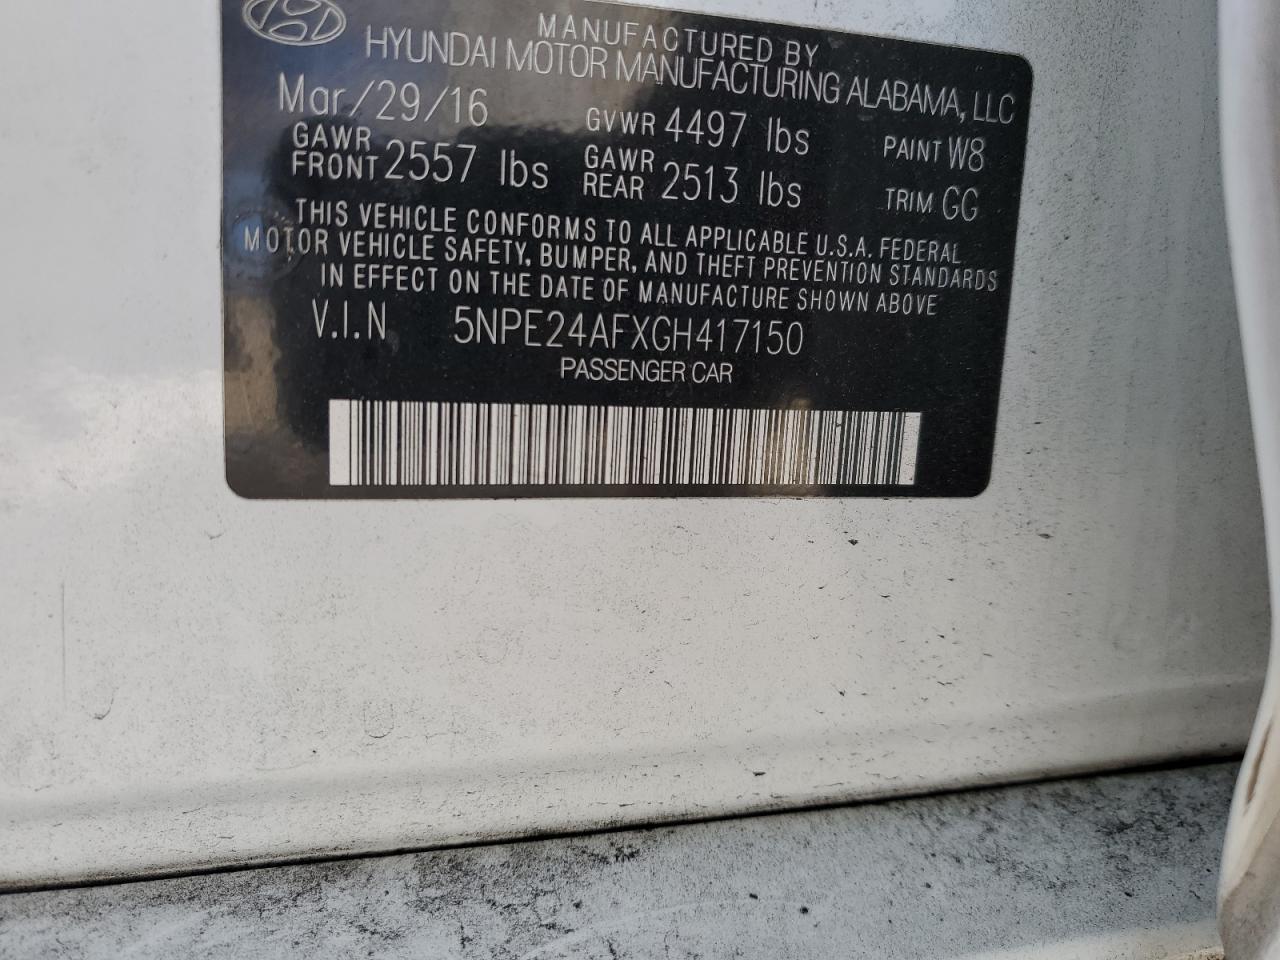 MANUFACTURED BY
HYUNDAI MOTOR MANUFACTURING ALABAMA, LLC
Mar/29/16 GVWR 4497 lbs PAINT W8
GAWR FRONT 2557 lbs GAWR REAR 2513 lbs TRIM GG
THIS VEHICLE CONFORMS TO ALL APPLICABLE U.S.A. FEDERAL
MOTOR VEHICLE SAFETY, BUMPER, AND THEFT PREVENTION STANDARDS
IN EFFECT ON THE DATE OF MANUFACTURE SHOWN ABOVE
V.I.N 5NPE24AFXGH417150
PASSENGER CAR